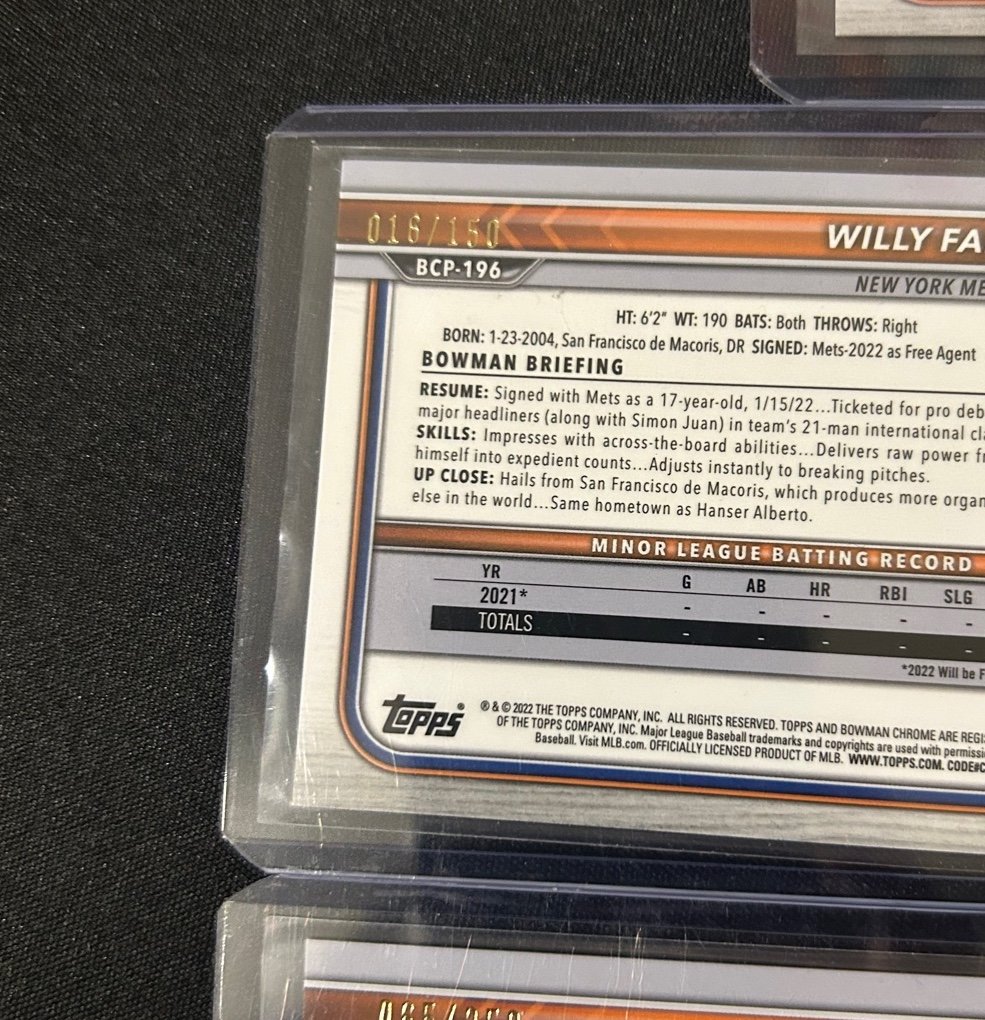 016/150
WILLY FA
BCP-196
NEW YORK ME
HT: 6'2" WT: 190 BATS: Both THROWS: Right
BORN: 1-23-2004, San Francisco de Macoris, DR SIGNED: Mets-2022 as Free Agent
BOWMAN BRIEFING
RESUME: Signed with Mets as a 17-year-old, 1/15/22...Ticketed for pro deb
major headliners (along with Simon Juan) in team's 21-man international cl
SKILLS: Impresses with across-the-board abilities...Delivers raw power f
himself into expedient counts...Adjusts instantly to breaking pitches.
UP CLOSE: Hails from San Francisco de Macoris, which produces more organ
else in the world...Same hometown as Hanser Alberto.
MINOR LEAGUE BATTING RECORD
YR G AB HR RBI SLG
2021* - - - - -
TOTALS - - - - -
*2022 Will be F
Topps® ®&© 2022 THE TOPPS COMPANY, INC. ALL RIGHTS RESERVED. TOPPS AND BOWMAN CHROME ARE REGI
OF THE TOPPS COMPANY, INC. Major League Baseball trademarks and copyrights are used with permissi
Baseball. Visit MLB.com. OFFICIALLY LICENSED PRODUCT OF MLB. WWW.TOPPS.COM. CODE#C